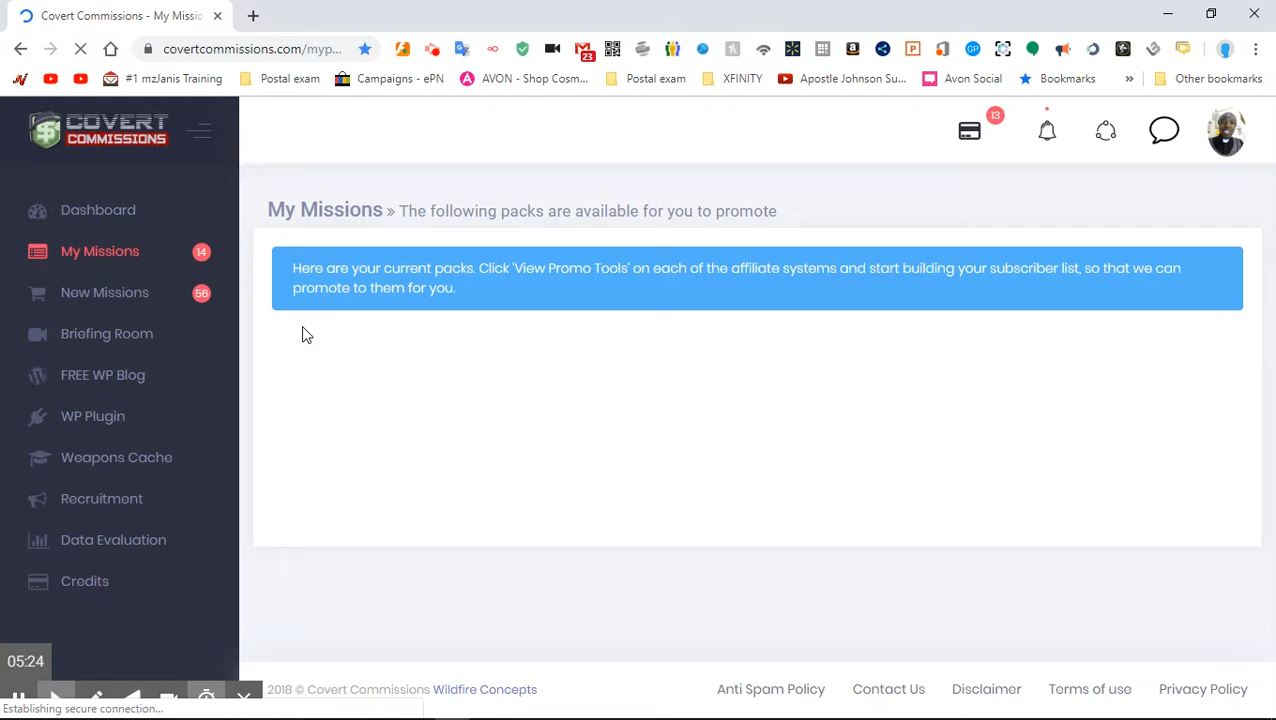 Covert Commissions - My Missio
covertcommissions.com/myp...
23
#1 mzJanis Training
Postal exam
Campaigns - ePN
AVON - Shop Cosm...
Postal exam
XFINITY
Apostle Johnson Su...
Avon Social
Bookmarks
Other bookmarks
COVERT
COMMISSIONS
13
Dashboard
My Missions 14
New Missions 56
Briefing Room
FREE WP Blog
WP Plugin
Weapons Cache
Recruitment
Data Evaluation
Credits
My Missions » The following packs are available for you to promote
Here are your current packs. Click 'View Promo Tools' on each of the affiliate systems and start building your subscriber list, so that we can
promote to them for you.
05:24
2018 © Covert Commissions Wildfire Concepts
Anti Spam Policy
Contact Us
Disclaimer
Terms of use
Privacy Policy
Establishing secure connection...